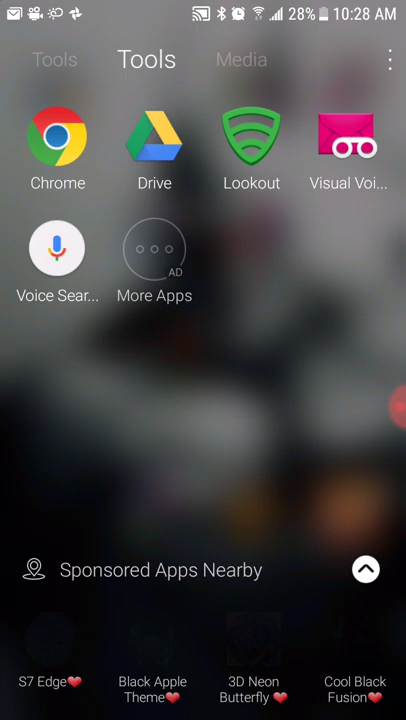 28% 10:28 AM
Tools Tools Media
Chrome Drive Lookout Visual Voi...
AD
Voice Sear... More Apps
Sponsored Apps Nearby
S7 Edge❤ Black Apple 3D Neon Cool Black
Theme❤ Butterfly ❤ Fusion❤